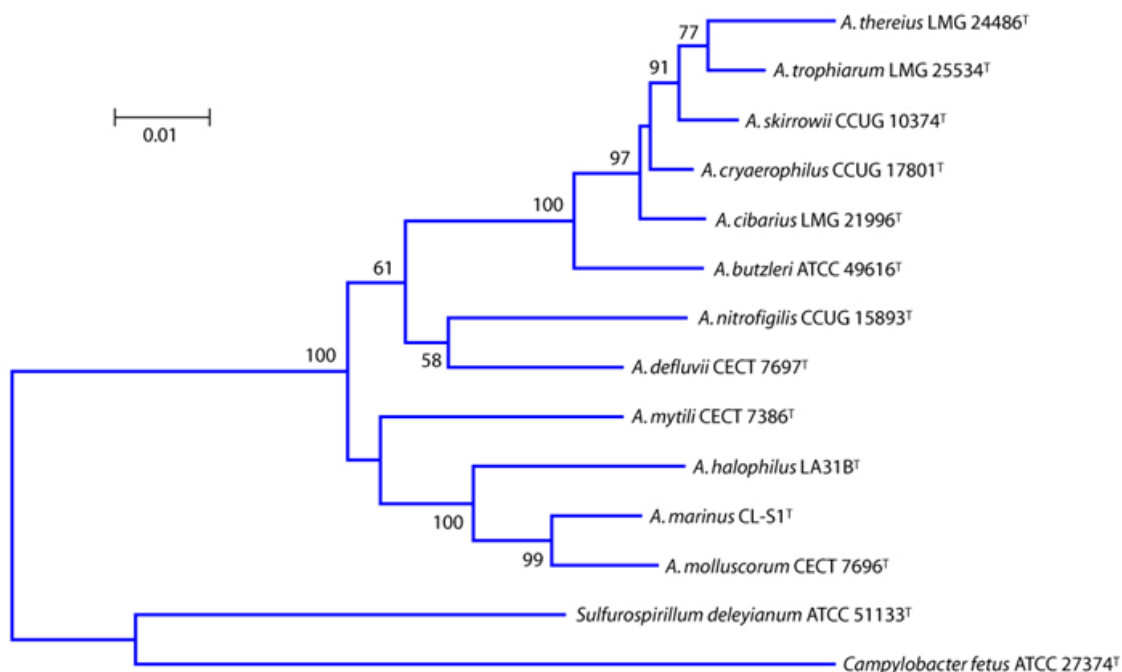 A. thereius LMG 24486ᵀ
77
A. trophiarum LMG 25534ᵀ
91
A. skirrowii CCUG 10374ᵀ
0.01
97
A. cryaerophilus CCUG 17801ᵀ
100
A. cibarius LMG 21996ᵀ
A. butzleri ATCC 49616ᵀ
61
A. nitrofigilis CCUG 15893ᵀ
100
58
A. defluvii CECT 7697ᵀ
A. mytili CECT 7386ᵀ
A. halophilus LA31Bᵀ
A. marinus CL-S1ᵀ
100
99
A. molluscorum CECT 7696ᵀ
Sulfurospirillum deleyianum ATCC 51133ᵀ
Campylobacter fetus ATCC 27374ᵀ